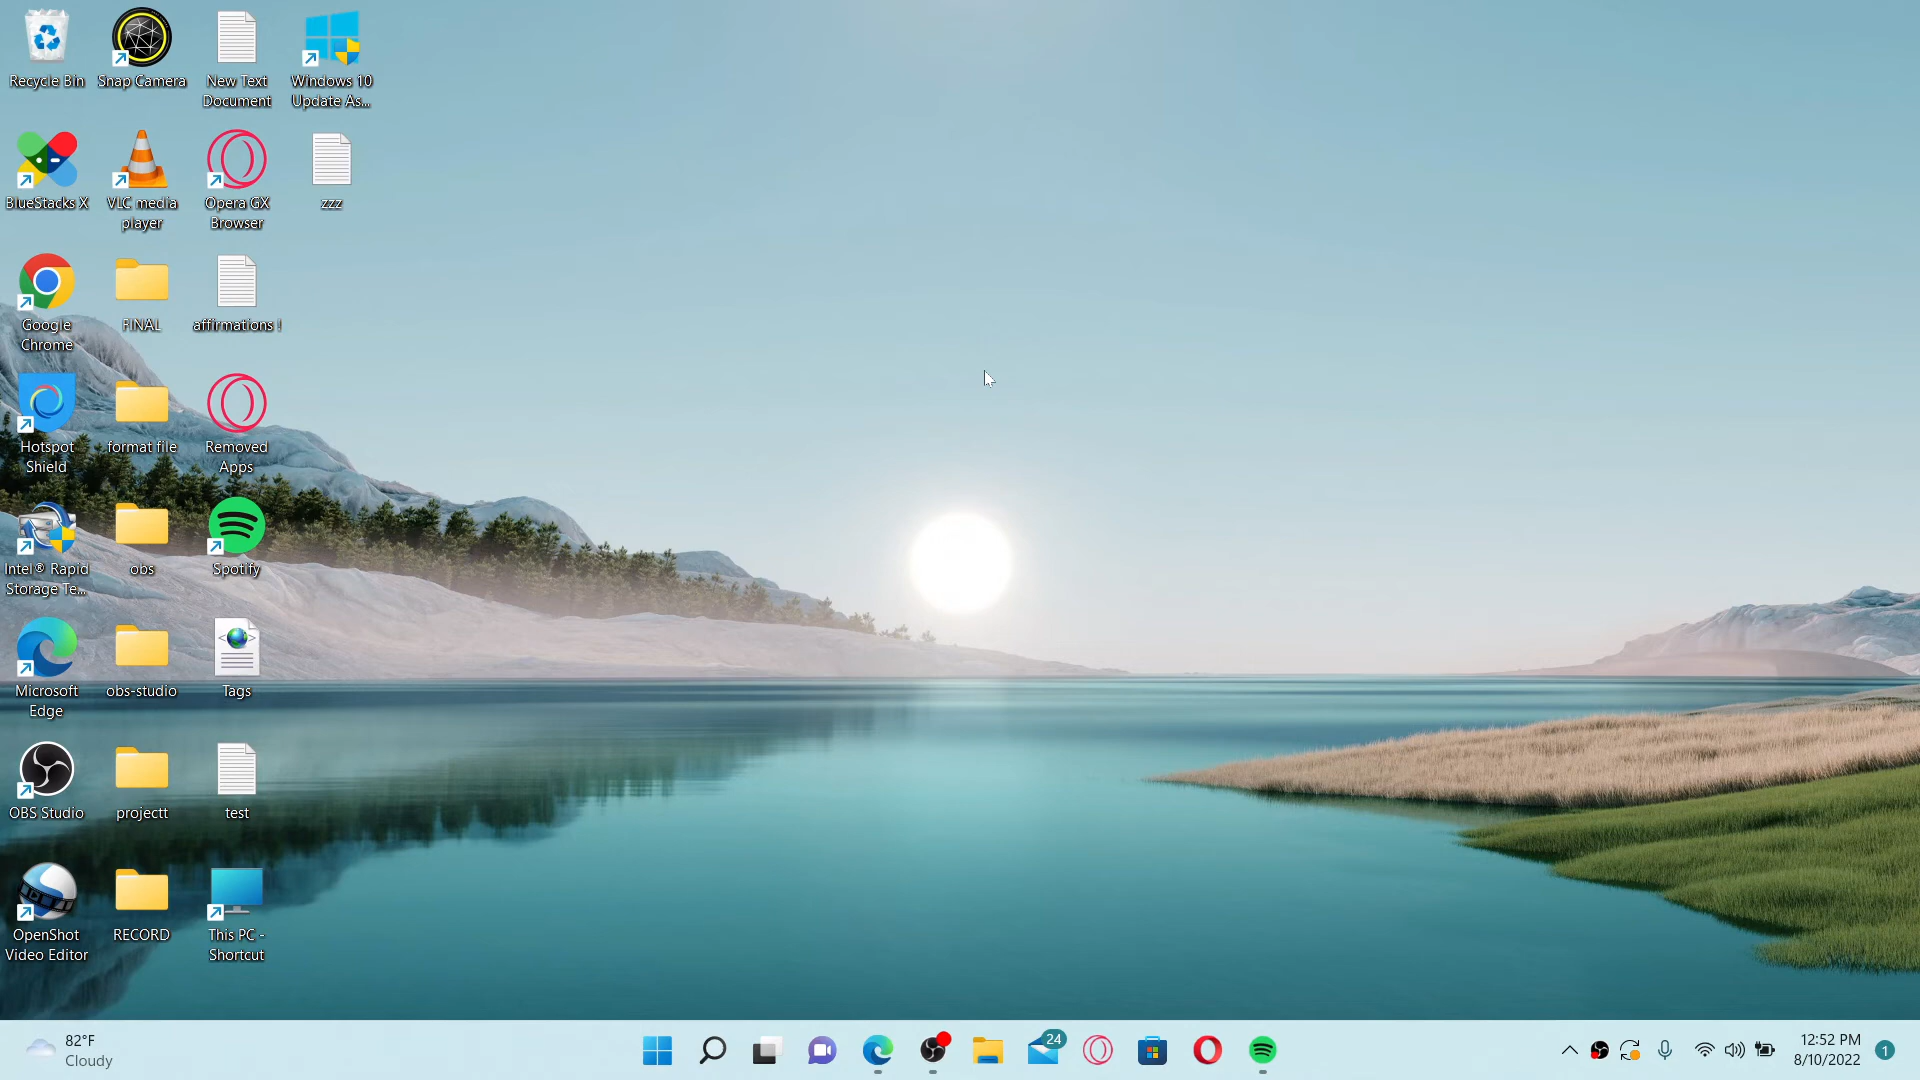 Recycle Bin
Snap Camera
New Text
Document
Windows 10
Update As...
BlueStacks X
VLC media
player
Opera GX
Browser
zzz
Google
Chrome
FINAL
affirmations !
Hotspot
Shield
format file
Removed
Apps
Intel® Rapid
Storage Te...
obs
Spotify
Microsoft
Edge
obs-studio
Tags
OBS Studio
projectt
test
OpenShot
Video Editor
RECORD
This PC -
Shortcut
82°F
Cloudy
24
12:52 PM
8/10/2022
1